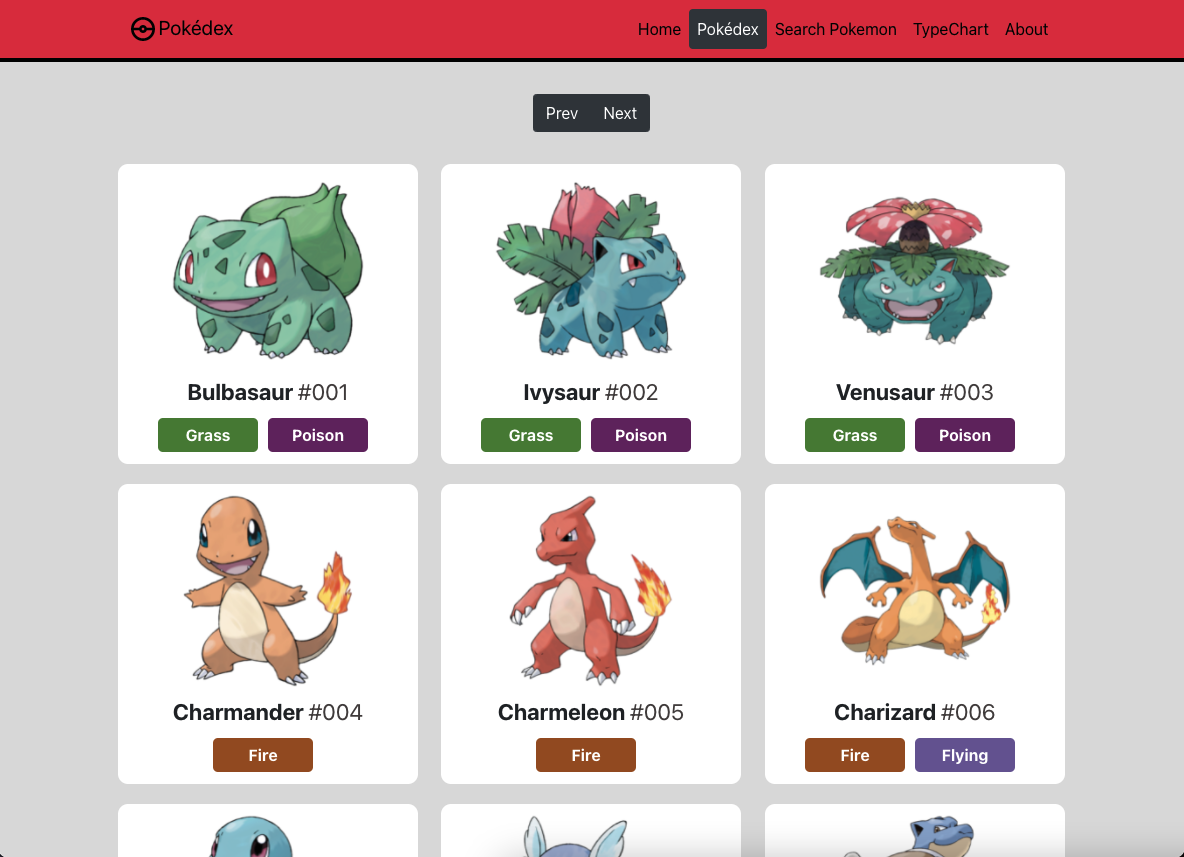 Pokédex
Home Pokédex Search Pokemon TypeChart About
Prev Next
Bulbasaur #001
Grass Poison
Ivysaur #002
Grass Poison
Venusaur #003
Grass Poison
Charmander #004
Fire
Charmeleon #005
Fire
Charizard #006
Fire Flying